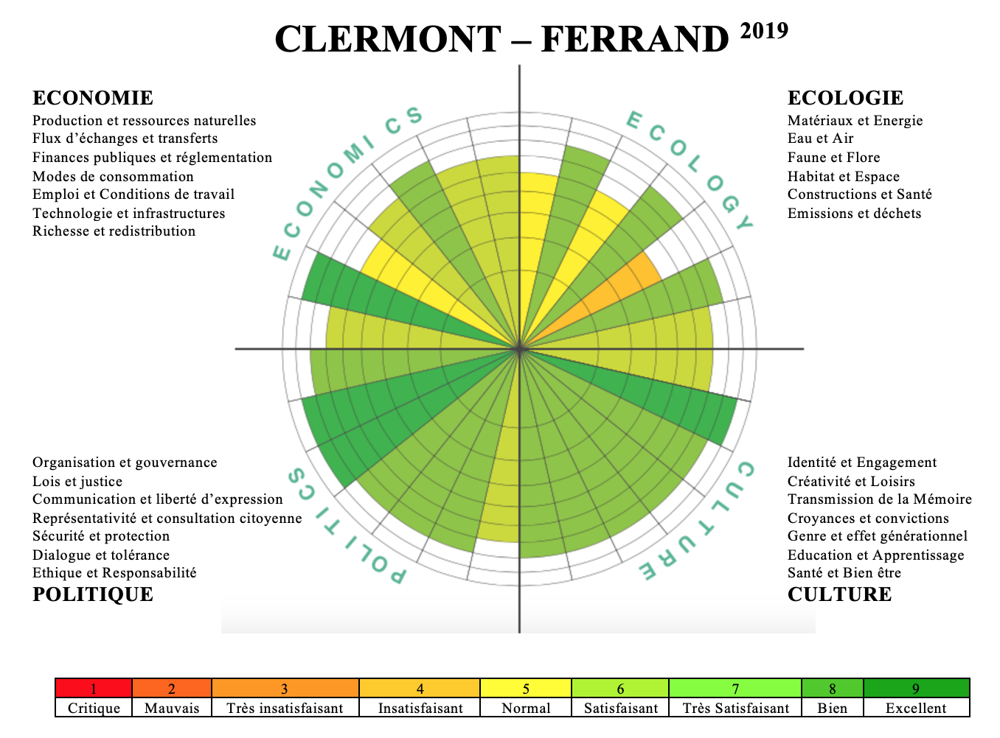 CLERMONT – FERRAND 2019
ECONOMIE
Production et ressources naturelles
Flux d’échanges et transferts
Finances publiques et réglementation
Modes de consommation
Emploi et Conditions de travail
Technologie et infrastructures
Richesse et redistribution
ECONOMICS
ECOLOGY
ECOLOGIE
Matériaux et Energie
Eau et Air
Faune et Flore
Habitat et Espace
Constructions et Santé
Emissions et déchets
Organisation et gouvernance
Lois et justice
Communication et liberté d’expression
Représentativité et consultation citoyenne
Sécurité et protection
Dialogue et tolérance
Ethique et Responsabilité
POLITIQUE
POLITICS
CULTURE
Identité et Engagement
Créativité et Loisirs
Transmission de la Mémoire
Croyances et convictions
Genre et effet générationnel
Education et Apprentissage
Santé et Bien être
CULTURE
1 2 3 4 5 6 7 8 9
Critique Mauvais Très insatisfaisant Insatisfaisant Normal Satisfaisant Très Satisfaisant Bien Excellent